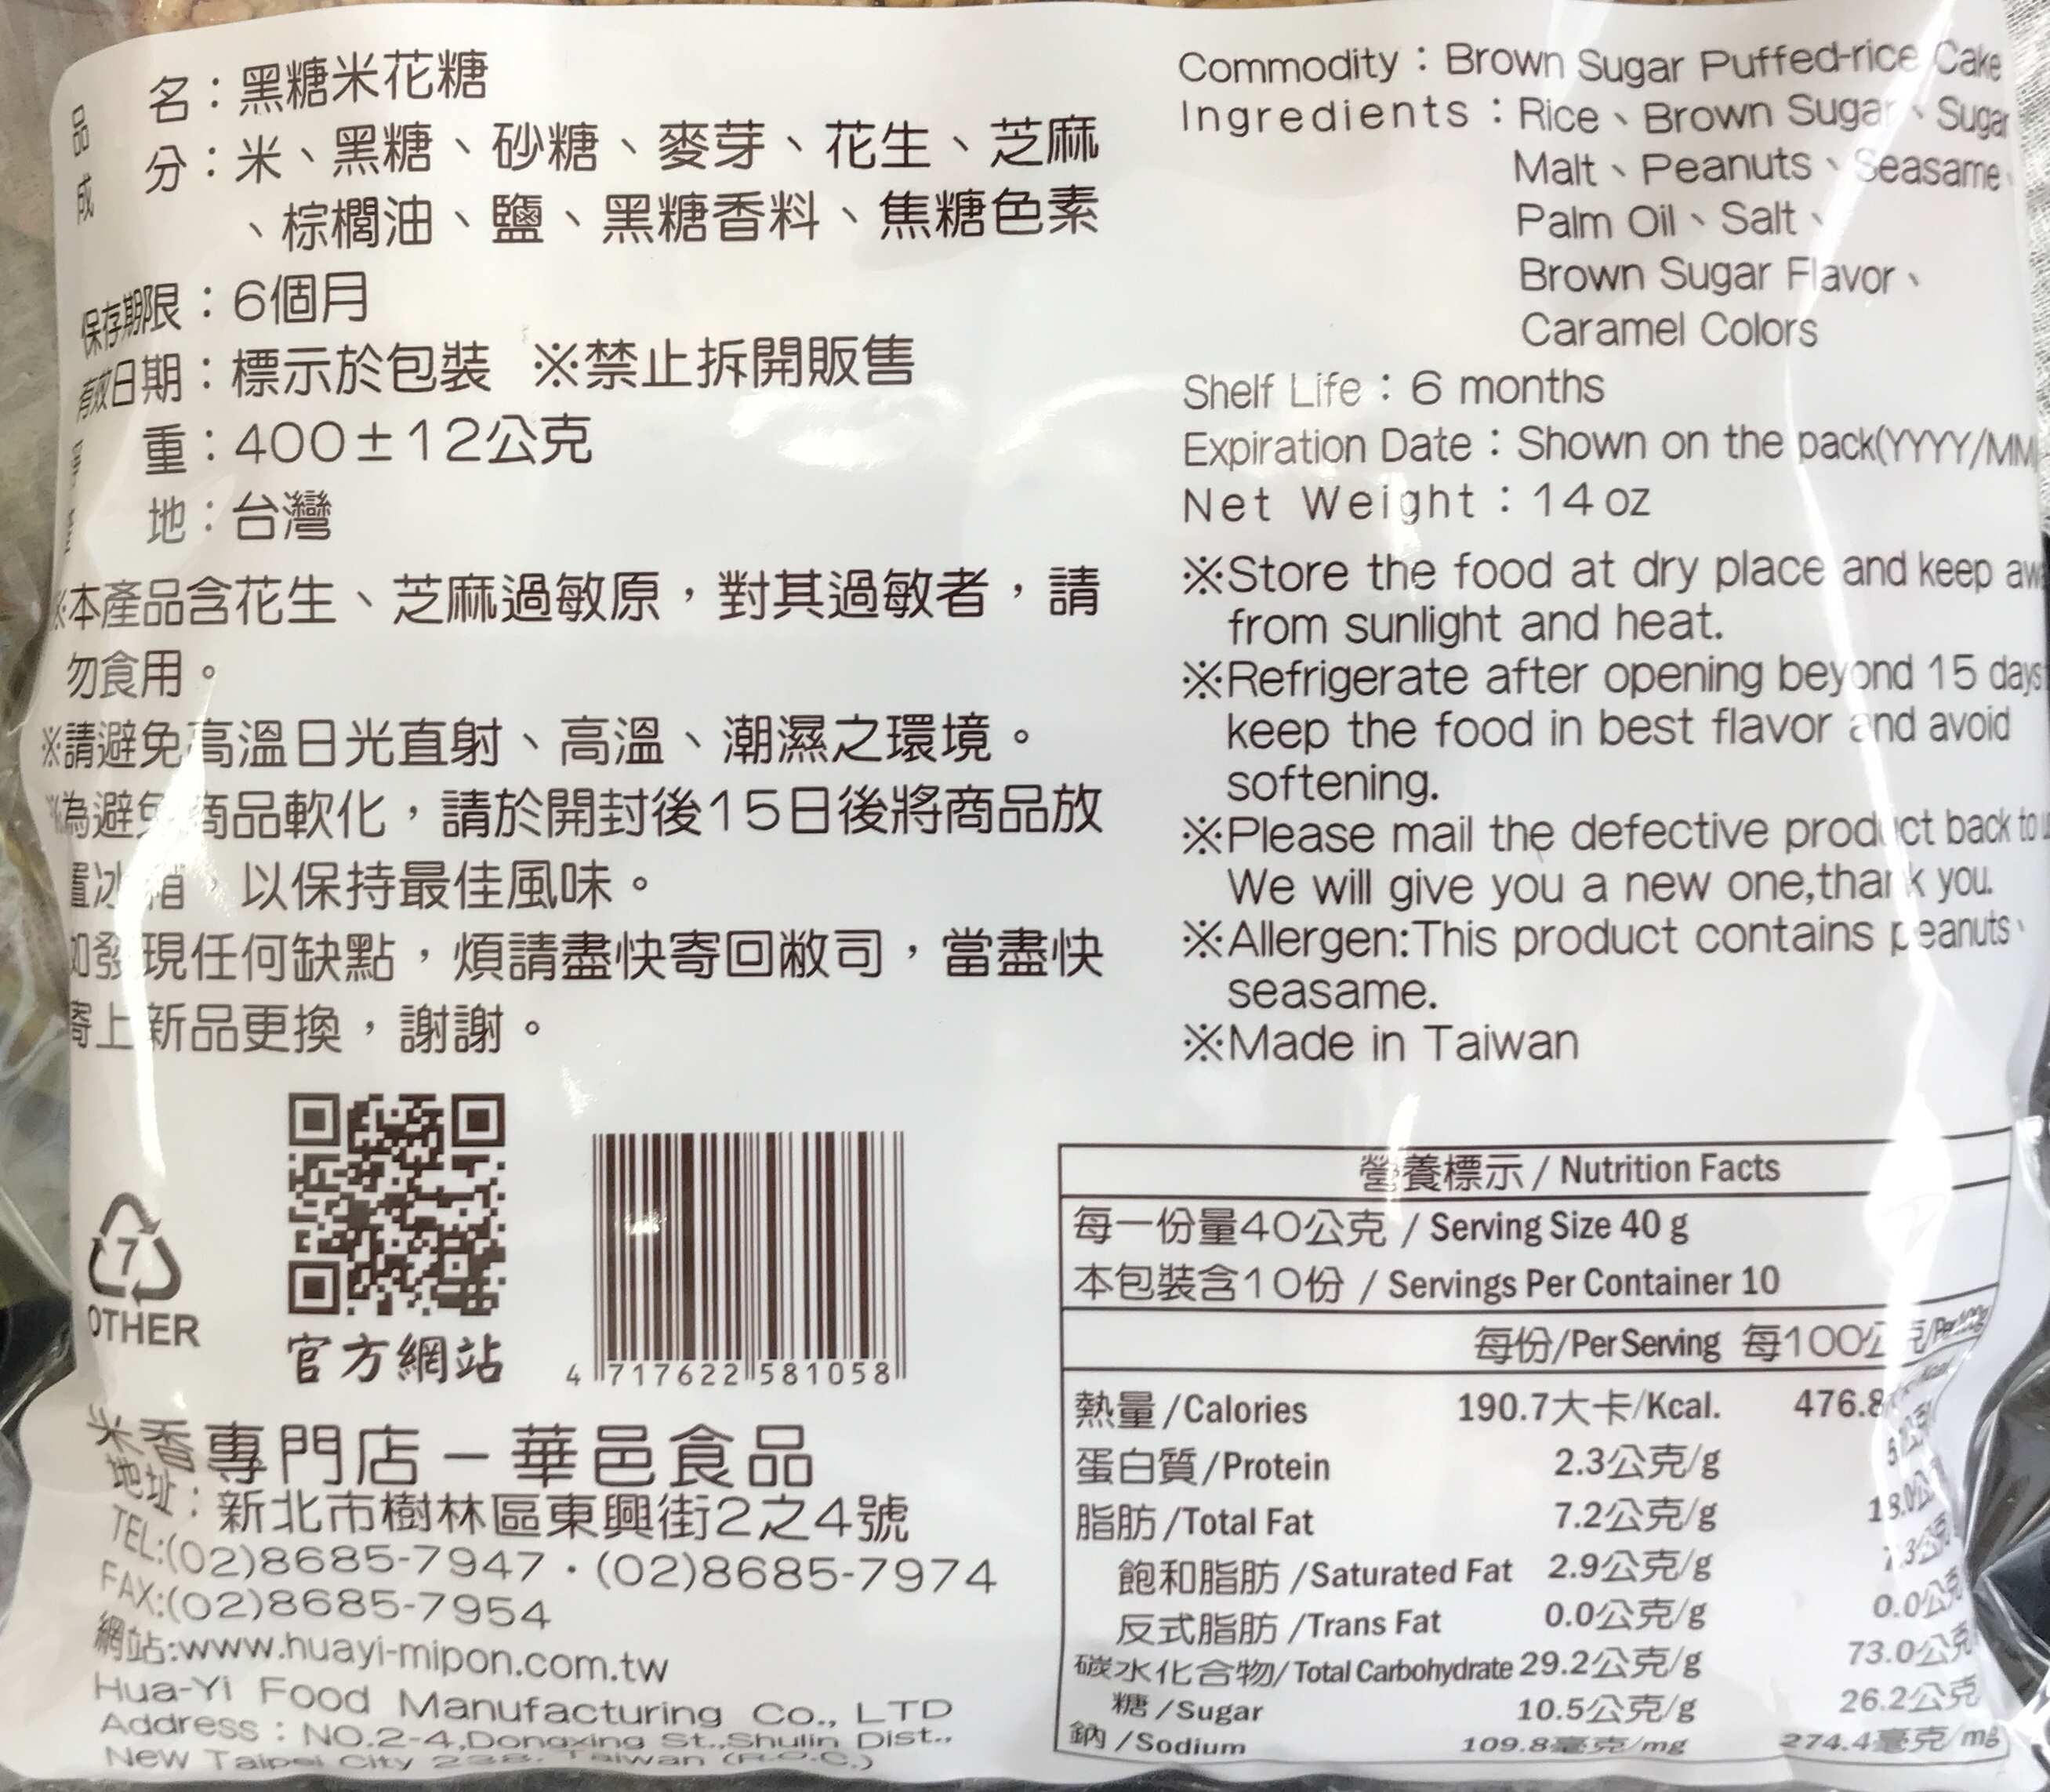 品名：黑糖米花糖
成分：米、黑糖、砂糖、麥芽、花生、芝麻
、棕櫚油、鹽、黑糖香料、焦糖色素
保存期限：6個月
有效日期：標示於包裝 ※禁止拆開販售
重：400±12公克
地：台灣
※本產品含花生、芝麻過敏原，對其過敏者，請
勿食用。
※請避免高溫日光直射、高溫、潮濕之環境。
※為避免商品軟化，請於開封後15日後將商品放
置冰箱，以保持最佳風味。
如發現任何缺點，煩請盡快寄回敝司，當盡快
寄上新品更換，謝謝。
7
OTHER
官方網站
4 717622 581058
米香專門店－華邑食品
地址：新北市樹林區東興街2之4號
TEL:(02)8685-7947・(02)8685-7974
FAX:(02)8685-7954
網站:www.huayi-mipon.com.tw
Hua-Yi Food Manufacturing Co., LTD
Address：NO.2-4,Dongxing St.,Shulin Dist.,
New Taipei City 238. Taiwan (R.O.C.)
Commodity：Brown Sugar Puffed-rice Cake
Ingredients：Rice、Brown Sugar、Sugar
Malt、Peanuts、Seasame、
Palm Oil、Salt、
Brown Sugar Flavor、
Caramel Colors
Shelf Life：6 months
Expiration Date：Shown on the pack(YYYY/MM
Net Weight：14 oz
※Store the food at dry place and keep
from sunlight and heat.
※Refrigerate after opening beyond 15 days
keep the food in best flavor and avoid
softening.
※Please mail the defective product back to
We will give you a new one,thank you.
※Allergen:This product contains peanuts、
seasame.
※Made in Taiwan
營養標示 / Nutrition Facts
每一份量40公克 / Serving Size 40 g
本包裝含10份 / Servings Per Container 10
每份/Per Serving 每100公克/Per100g
熱量/Calories 190.7大卡/Kcal. 476.8
蛋白質/Protein 2.3公克/g
脂肪/Total Fat 7.2公克/g 18.0公
飽和脂肪/Saturated Fat 2.9公克/g 7.3公克
反式脂肪/Trans Fat 0.0公克/g 0.0公克
碳水化合物/Total Carbohydrate 29.2公克/g 73.0公克
糖/Sugar 10.5公克/g 26.2公克
鈉/Sodium 109.8毫克/mg 274.4毫克/mg